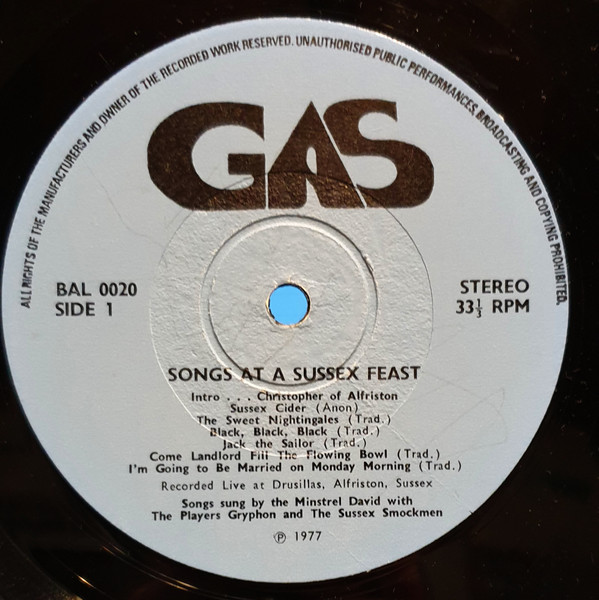 ALL RIGHTS OF THE MANUFACTURERS AND OWNER OF THE RECORDED WORK RESERVED. UNAUTHORISED PUBLIC PERFORMANCES, BROADCASTING AND COPYING PROHIBITED.
GAS
BAL 0020
SIDE 1
STEREO
33⅓ RPM
SONGS AT A SUSSEX FEAST
Intro . . . Christopher of Alfriston
Sussex Cider (Anon)
The Sweet Nightingales (Trad.)
Black, Black, Black (Trad.)
Jack the Sailor (Trad.)
Come Landlord Fill The Flowing Bowl (Trad.)
I'm Going to Be Married on Monday Morning (Trad.)
Recorded Live at Drusillas, Alfriston, Sussex
Songs sung by the Minstrel David with
The Players Gryphon and The Sussex Smockmen
℗ 1977